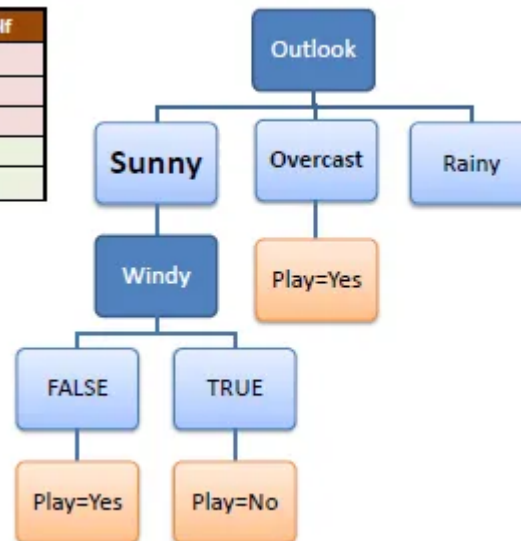 Outlook
Sunny
Overcast
Rainy
Windy
Play=Yes
FALSE
TRUE
Play=Yes
Play=No